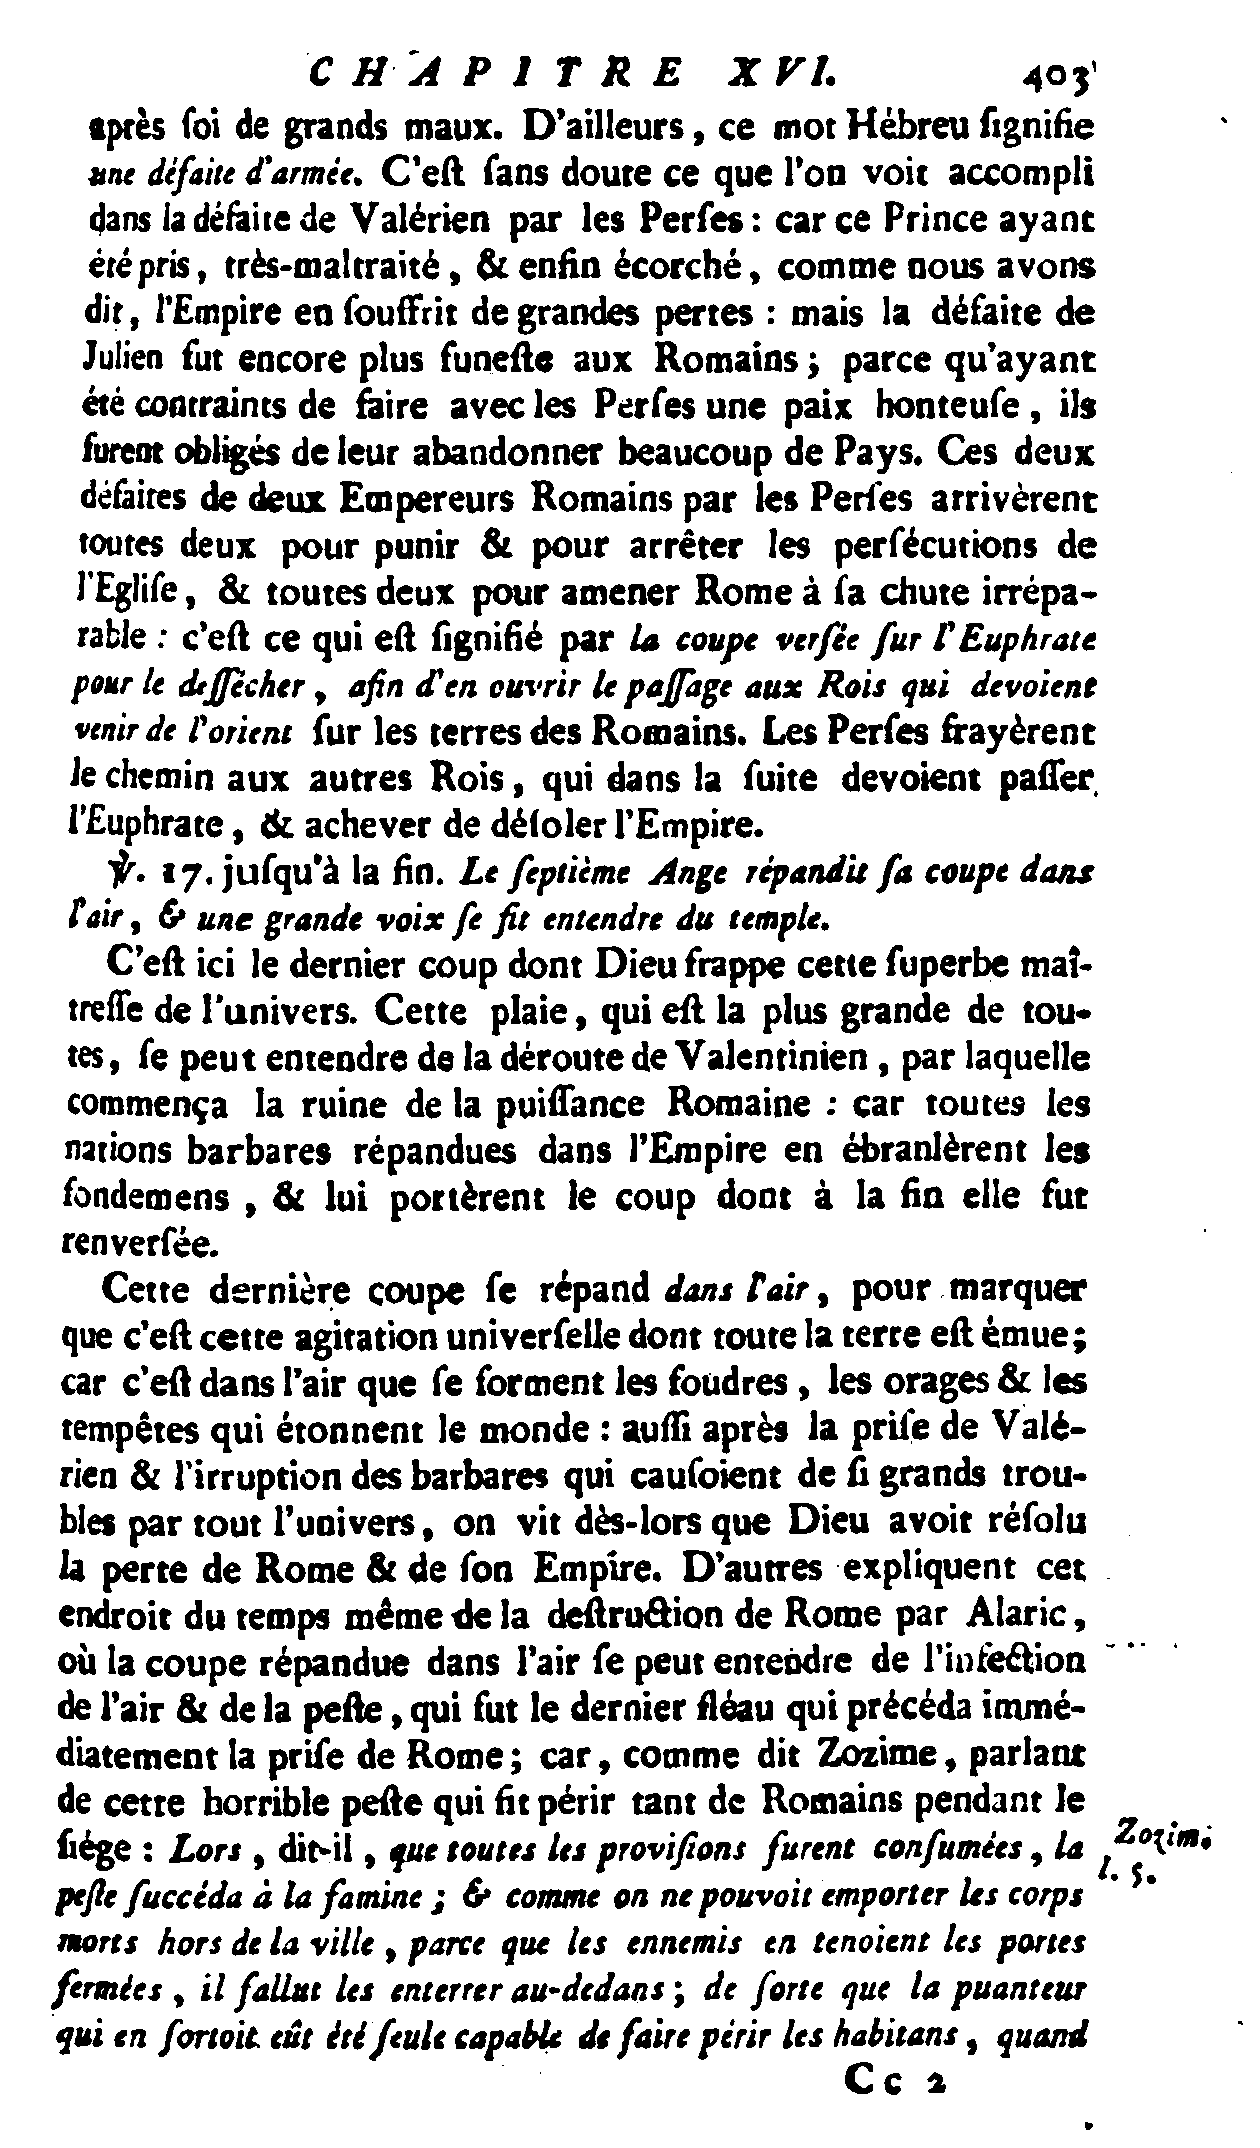 CHAPITRE XVI. 403
après ſoi de grands maux. D'ailleurs, ce mot Hébreu ſignifie
une défaite d'armée. C'eſt ſans doute ce que l'on voit accompli
dans la défaite de Valérien par les Perſes : car ce Prince ayant
été pris, très-maltraité, & enfin écorché, comme nous avons
dit, l'Empire en ſouffrit de grandes pertes : mais la défaite de
Julien fut encore plus funeſte aux Romains ; parce qu'ayant
été contraints de faire avec les Perſes une paix honteuſe, ils
furent obligés de leur abandonner beaucoup de Pays. Ces deux
défaites de deux Empereurs Romains par les Perſes arrivèrent
toutes deux pour punir & pour arrêter les perſécutions de
l'Egliſe, & toutes deux pour amener Rome à ſa chute irrépa-
rable : c'eſt ce qui eſt ſignifié par la coupe verſée ſur l'Euphrate
pour le deſſécher, afin d'en ouvrir le paſſage aux Rois qui devoient
venir de l'orient ſur les terres des Romains. Les Perſes frayèrent
le chemin aux autres Rois, qui dans la ſuite devoient paſſer
l'Euphrate, & achever de déſoler l'Empire.
℣. 17. juſqu'à la fin. Le ſeptième Ange répandit ſa coupe dans
l'air, & une grande voix ſe fit entendre du temple.
C'eſt ici le dernier coup dont Dieu frappe cette ſuperbe maî-
treſſe de l'univers. Cette plaie, qui eſt la plus grande de tou-
tes, ſe peut entendre de la déroute de Valentinien, par laquelle
commença la ruine de la puiſſance Romaine : car toutes les
nations barbares répandues dans l'Empire en ébranlèrent les
fondemens, & lui portèrent le coup dont à la fin elle fut
renverſée.
Cette dernière coupe ſe répand dans l'air, pour marquer
que c'eſt cette agitation univerſelle dont toute la terre eſt émue ;
car c'eſt dans l'air que ſe forment les foudres, les orages & les
tempêtes qui étonnent le monde : auſſi après la priſe de Valé-
rien & l'irruption des barbares qui cauſoient de ſi grands trou-
bles par tout l'univers, on vit dès-lors que Dieu avoit réſolu
la perte de Rome & de ſon Empire. D'autres expliquent cet
endroit du temps même de la deſtruction de Rome par Alaric,
où la coupe répandue dans l'air ſe peut entendre de l'infection
de l'air & de la peſte, qui fut le dernier fléau qui précéda immé-
diatement la priſe de Rome ; car, comme dit Zozime, parlant
de cette horrible peſte qui fit périr tant de Romains pendant le
ſiége : Lors, dit-il, que toutes les proviſions furent conſumées, la
Zozim.
l. 5.
peſte ſuccéda à la famine ; & comme on ne pouvoit emporter les corps
morts hors de la ville, parce que les ennemis en tenoient les portes
fermées, il fallut les enterrer au-dedans ; de ſorte que la puanteur
qui en ſortoit eût été ſeule capable de faire périr les habitans, quand
Cc 2